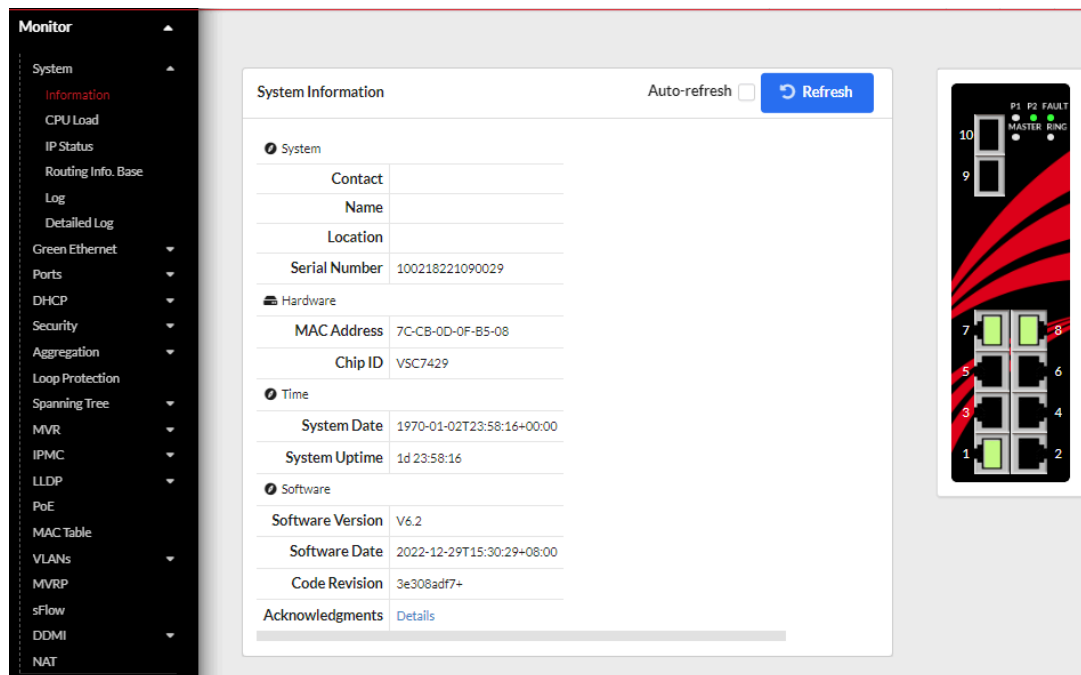 Monitor
System
Information
CPU Load
IP Status
Routing Info. Base
Log
Detailed Log
Green Ethernet
Ports
DHCP
Security
Aggregation
Loop Protection
Spanning Tree
MVR
IPMC
LLDP
PoE
MAC Table
VLANs
MVRP
sFlow
DDMI
NAT
System Information
Auto-refresh
Refresh
System
Contact
Name
Location
Serial Number 100218221090029
Hardware
MAC Address 7C-CB-0D-0F-B5-08
Chip ID VSC7429
Time
System Date 1970-01-02T23:58:16+00:00
System Uptime 1d 23:58:16
Software
Software Version V6.2
Software Date 2022-12-29T15:30:29+08:00
Code Revision 3e308adf7+
Acknowledgments Details
P1 P2 FAULT
MASTER RING
10
9
7 8
5 6
3 4
1 2